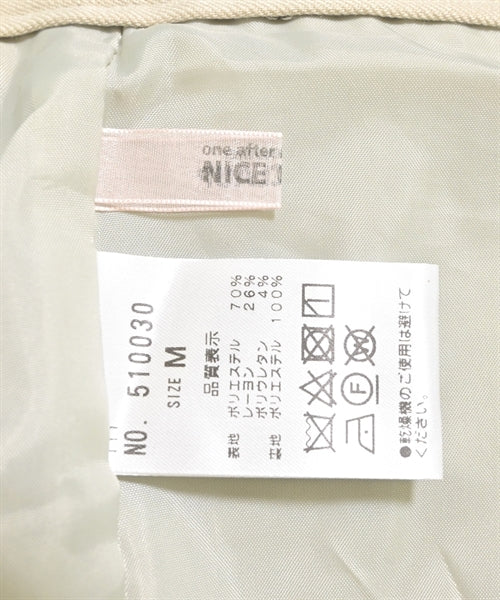 one after
NICE
NO. 510030
SIZE M
品質表示
表地 ポリエステル 70%
レーヨン 26%
ポリウレタン 4%
裏地 ポリエステル 100%
F
●乾燥機のご使用は避けて
ください。